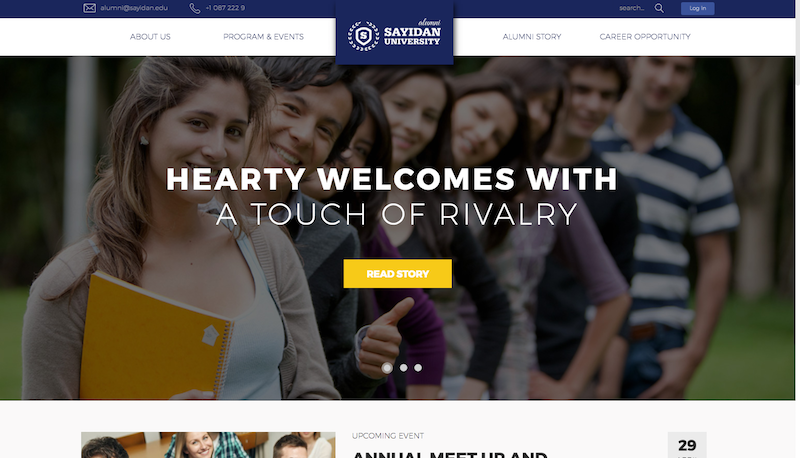 alumni@sayidan.edu
+1 087 222 9
search...
Log In
ABOUT US
PROGRAM & EVENTS
alumni
S
SAYIDAN
UNIVERSITY
ALUMNI STORY
CAREER OPPORTUNITY
HEARTY WELCOMES WITH
A TOUCH OF RIVALRY
READ STORY
UPCOMING EVENT
ANNUAL MEET UP AND
29